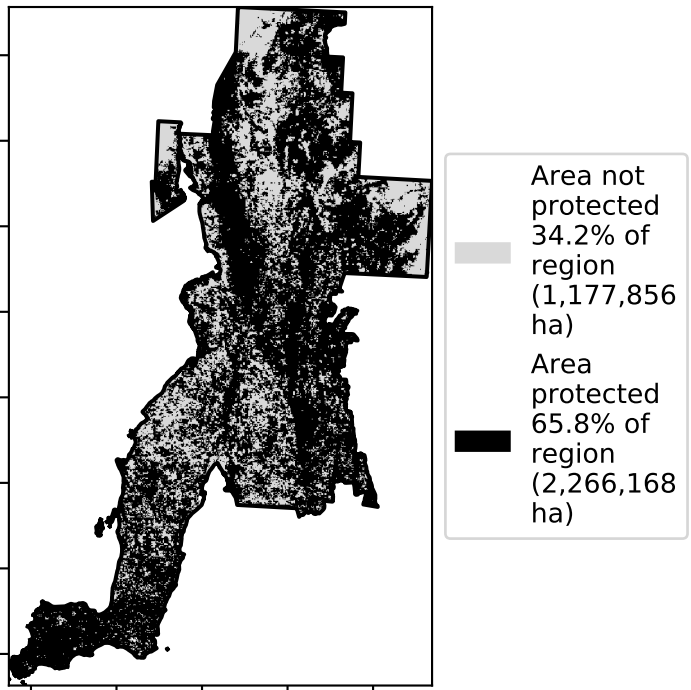 Area not
protected
34.2% of
region
(1,177,856
ha)
Area
protected
65.8% of
region
(2,266,168
ha)